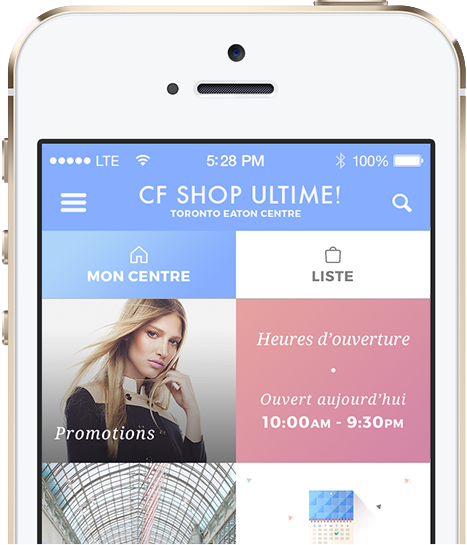 LTE 5:28 PM 100%
CF SHOP ULTIME!
TORONTO EATON CENTRE
MON CENTRE
LISTE
Promotions
Heures d’ouverture
•
Ouvert aujourd’hui
10:00AM - 9:30PM